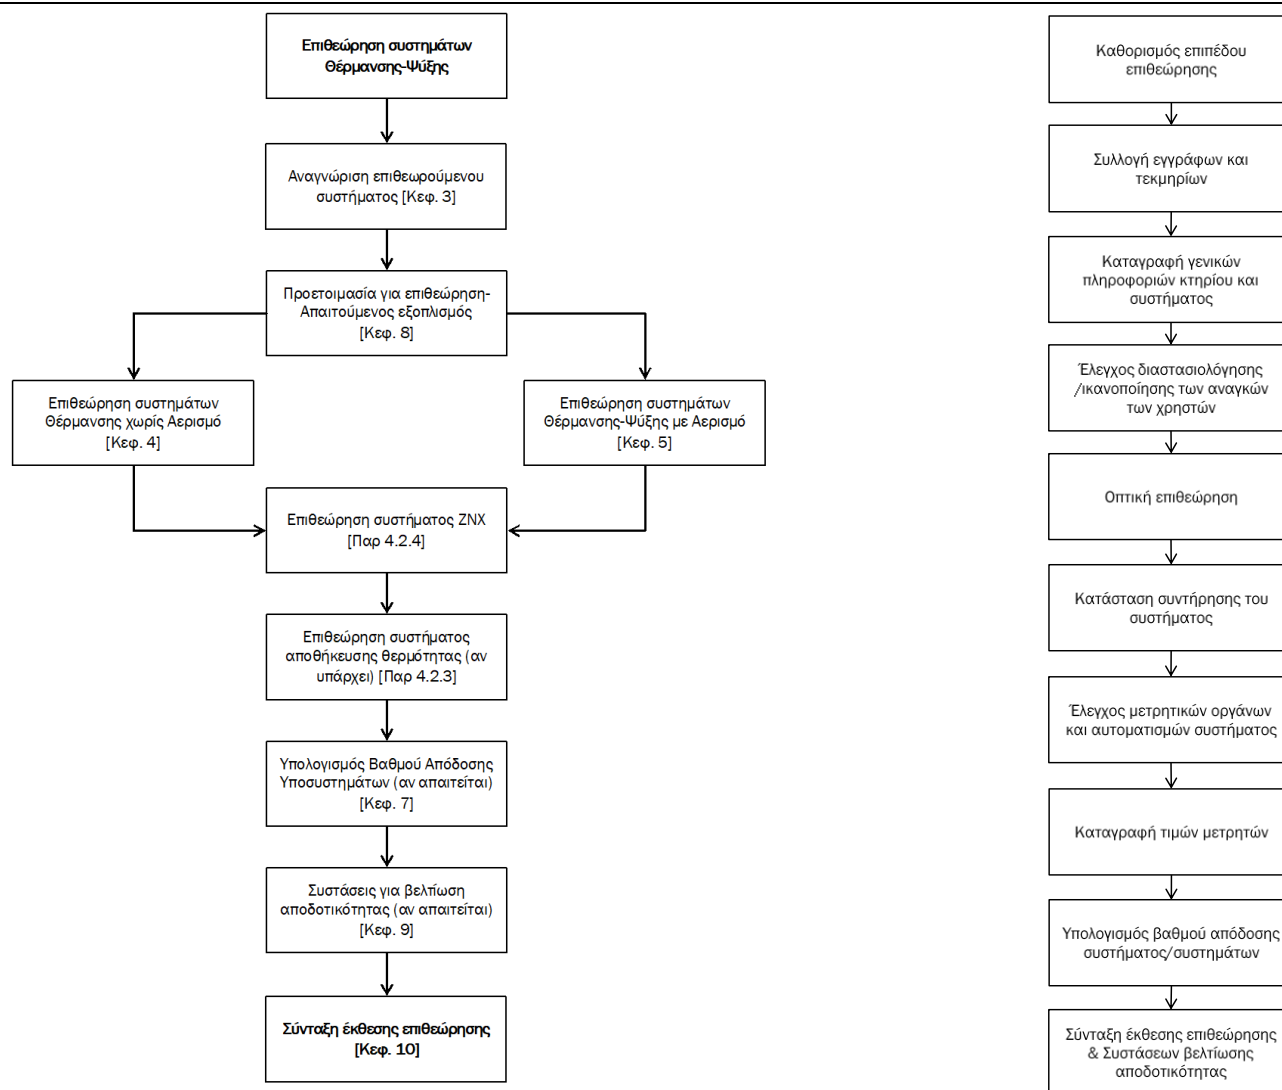 Επιθεώρηση συστημάτων
Θέρμανσης-Ψύξης
Αναγνώριση επιθεωρούμενου
συστήματος [Κεφ. 3]
Προετοιμασία για επιθεώρηση-
Απαιτούμενος εξοπλισμός
[Κεφ. 8]
Επιθεώρηση συστημάτων
Θέρμανσης χωρίς Αερισμό
[Κεφ. 4]
Επιθεώρηση συστημάτων
Θέρμανσης-Ψύξης με Αερισμό
[Κεφ. 5]
Επιθεώρηση συστήματος ΖΝΧ
[Παρ 4.2.4]
Επιθεώρηση συστήματος
αποθήκευσης θερμότητας (αν
υπάρχει) [Παρ 4.2.3]
Υπολογισμός Βαθμού Απόδοσης
Υποσυστημάτων (αν απαιτείται)
[Κεφ. 7]
Συστάσεις για βελτίωση
αποδοτικότητας (αν απαιτείται)
[Κεφ. 9]
Σύνταξη έκθεσης επιθεώρησης
[Κεφ. 10]
Καθορισμός επιπέδου
επιθεώρησης
Συλλογή εγγράφων και
τεκμηρίων
Καταγραφή γενικών
πληροφοριών κτηρίου και
συστήματος
Έλεγχος διαστασιολόγησης
/ικανοποίησης των αναγκών
των χρηστών
Οπτική επιθεώρηση
Κατάσταση συντήρησης του
συστήματος
Έλεγχος μετρητικών οργάνων
και αυτοματισμών συστήματος
Καταγραφή τιμών μετρητών
Υπολογισμός βαθμού απόδοσης
συστήματος/συστημάτων
Σύνταξη έκθεσης επιθεώρησης
& Συστάσεων βελτίωσης
αποδοτικότητας